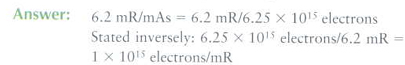 Answer: 6.2 mR/mAs = 6.2 mR/6.25 × 10¹⁵ electrons
Stated inversely: 6.25 × 10¹⁵ electrons/6.2 mR =
1 × 10¹⁵ electrons/mR